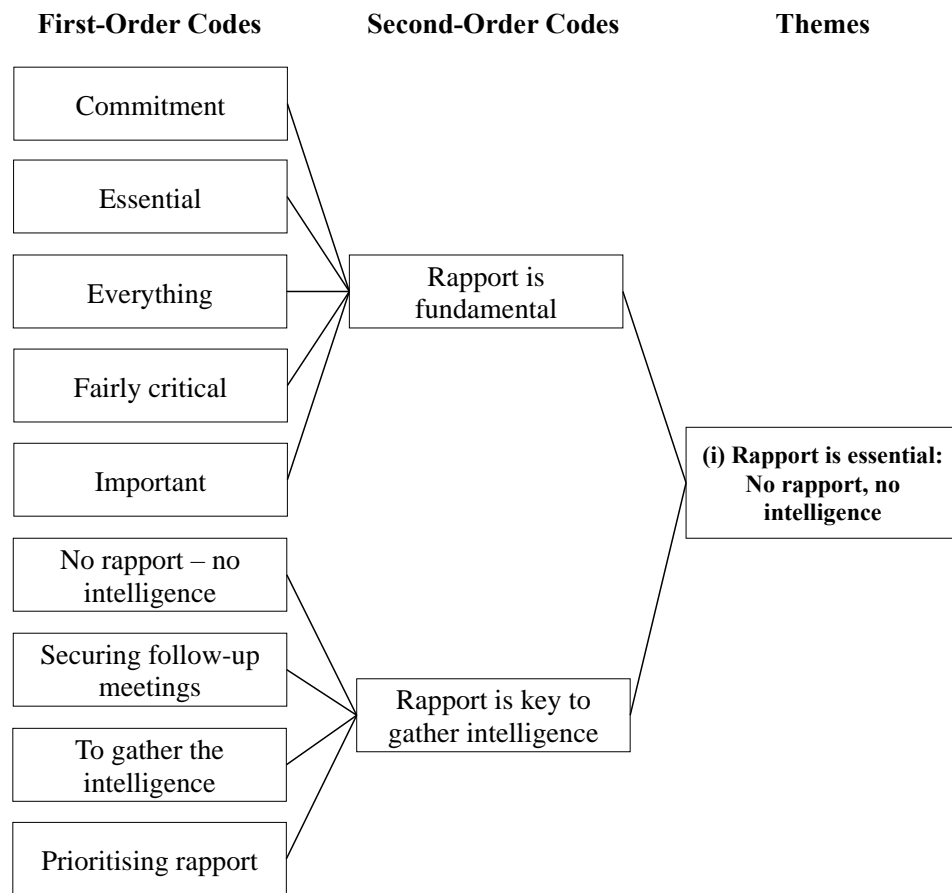 First-Order Codes
Second-Order Codes
Themes
Commitment
Essential
Everything
Fairly critical
Important
No rapport – no
intelligence
Securing follow-up
meetings
To gather the
intelligence
Prioritising rapport
Rapport is
fundamental
Rapport is key to
gather intelligence
(i) Rapport is essential:
No rapport, no
intelligence